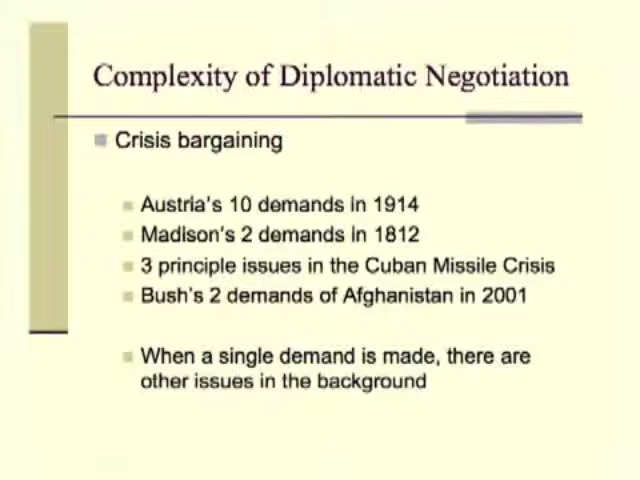 Complexity of Diplomatic Negotiation
Crisis bargaining
Austria's 10 demands in 1914
Madison's 2 demands in 1812
3 principle issues in the Cuban Missile Crisis
Bush's 2 demands of Afghanistan in 2001
When a single demand is made, there are
other issues in the background